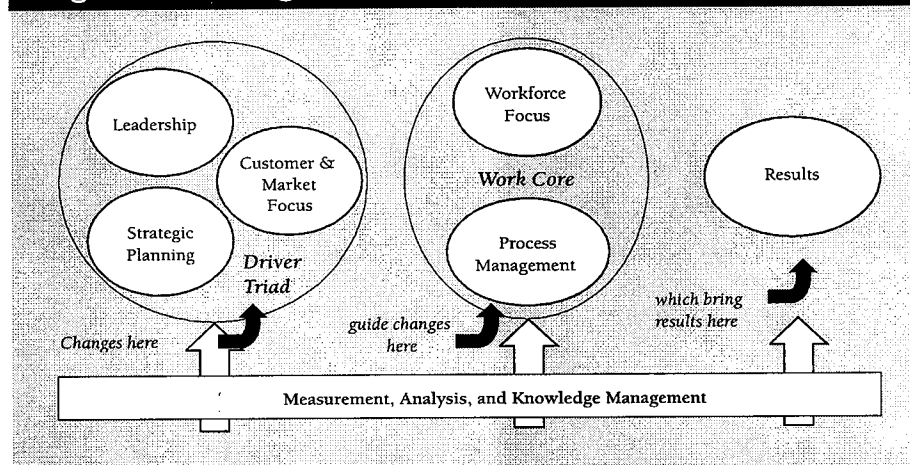 Leadership
Customer &
Market
Focus
Strategic
Planning
Driver
Triad
Workforce
Focus
Work Core
Process
Management
Results
Changes here
guide changes
here
which bring
results here
Measurement, Analysis, and Knowledge Management